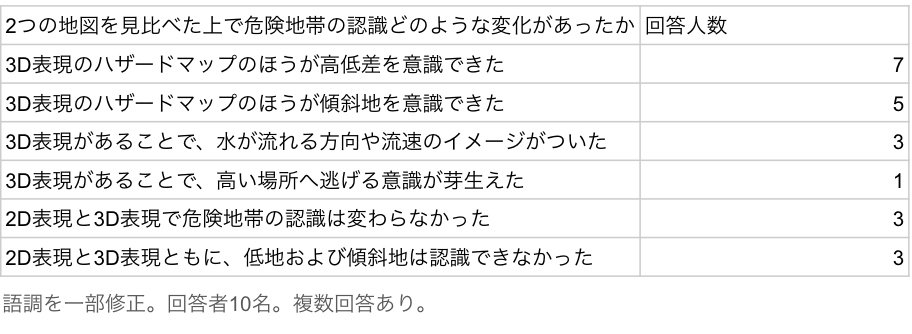 2つの地図を見比べた上で危険地帯の認識どのような変化があったか 回答人数
3D表現のハザードマップのほうが高低差を意識できた 7
3D表現のハザードマップのほうが傾斜地を意識できた 5
3D表現があることで、水が流れる方向や流速のイメージがついた 3
3D表現があることで、高い場所へ逃げる意識が芽生えた 1
2D表現と3D表現で危険地帯の認識は変わらなかった 3
2D表現と3D表現ともに、低地および傾斜地は認識できなかった 3
語調を一部修正。回答者10名。複数回答あり。